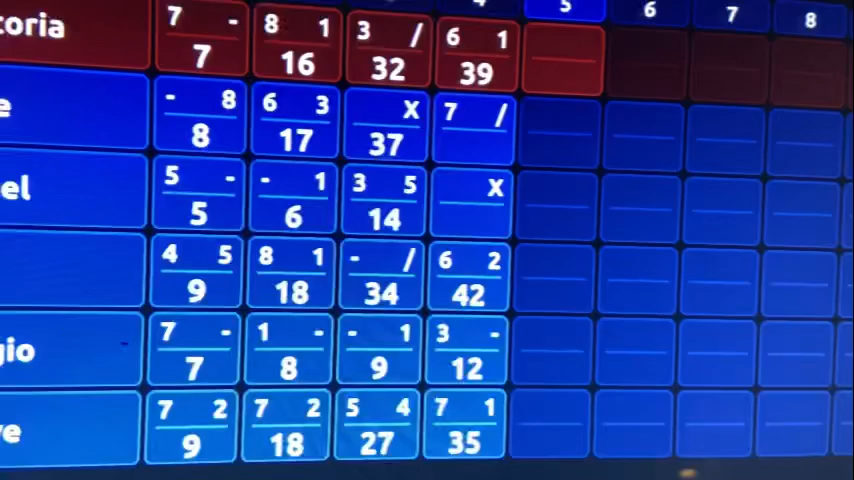 4 5 6 7 8
toria 7 - 8 1 3 / 6 1
7 16 32 39
e - 8 6 3 X 7 /
8 17 37
el 5 - - 1 3 5 X
5 6 14
4 5 8 1 - / 6 2
9 18 34 42
gio 7 - 1 - - 1 3 -
7 8 9 12
ve 7 2 7 2 5 4 7 1
9 18 27 35